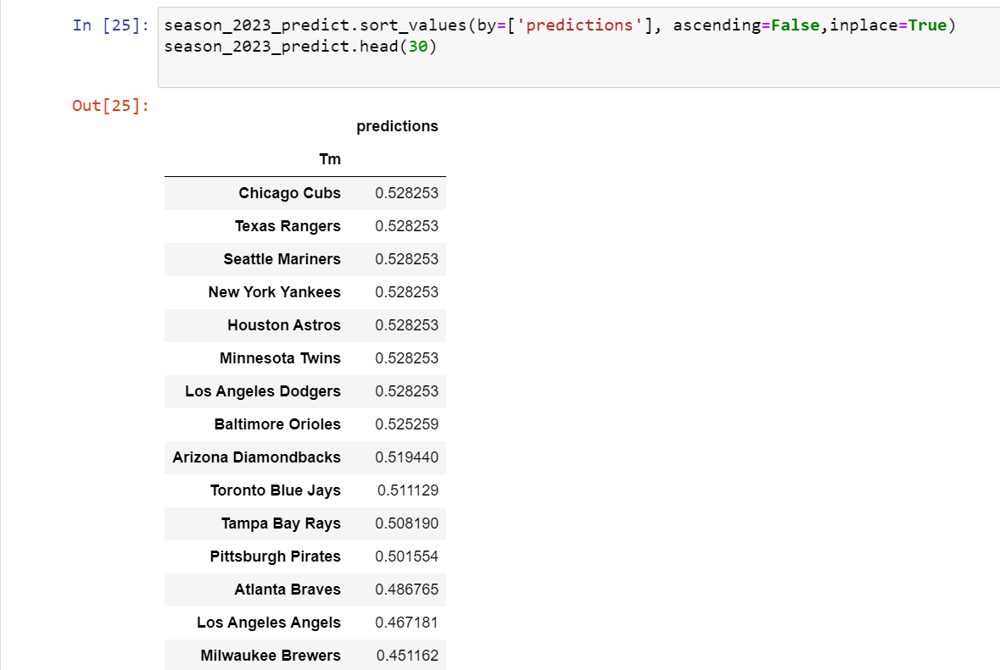 In [25]: season_2023_predict.sort_values(by=['predictions'], ascending=False,inplace=True)
season_2023_predict.head(30)
Out[25]:
predictions
Tm
Chicago Cubs 0.528253
Texas Rangers 0.528253
Seattle Mariners 0.528253
New York Yankees 0.528253
Houston Astros 0.528253
Minnesota Twins 0.528253
Los Angeles Dodgers 0.528253
Baltimore Orioles 0.525259
Arizona Diamondbacks 0.519440
Toronto Blue Jays 0.511129
Tampa Bay Rays 0.508190
Pittsburgh Pirates 0.501554
Atlanta Braves 0.486765
Los Angeles Angels 0.467181
Milwaukee Brewers 0.451162